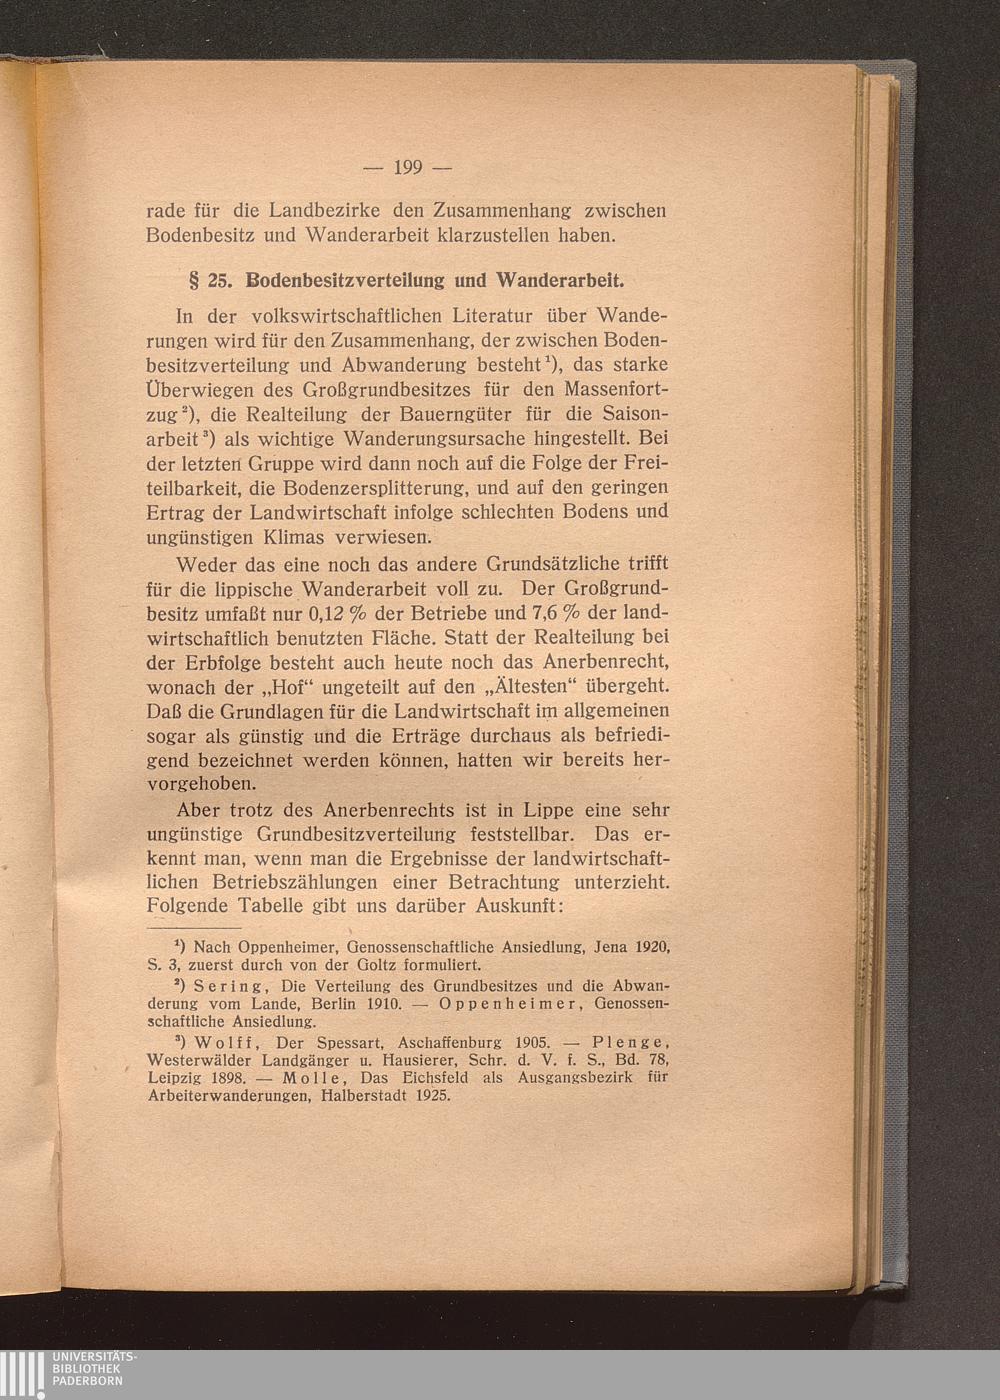 — 199 —
rade für die Landbezirke den Zusammenhang zwischen
Bodenbesitz und Wanderarbeit klarzustellen haben.
§ 25. Bodenbesitzverteilung und Wanderarbeit.
In der volkswirtschaftlichen Literatur über Wande-
rungen wird für den Zusammenhang, der zwischen Boden-
besitzverteilung und Abwanderung besteht¹), das starke
Überwiegen des Großgrundbesitzes für den Massenfort-
zug²), die Realteilung der Bauerngüter für die Saison-
arbeit³) als wichtige Wanderungsursache hingestellt. Bei
der letzten Gruppe wird dann noch auf die Folge der Frei-
teilbarkeit, die Bodenzersplitterung, und auf den geringen
Ertrag der Landwirtschaft infolge schlechten Bodens und
ungünstigen Klimas verwiesen.
Weder das eine noch das andere Grundsätzliche trifft
für die lippische Wanderarbeit voll zu. Der Großgrund-
besitz umfaßt nur 0,12 % der Betriebe und 7,6 % der land-
wirtschaftlich benutzten Fläche. Statt der Realteilung bei
der Erbfolge besteht auch heute noch das Anerbenrecht,
wonach der „Hof“ ungeteilt auf den „Ältesten“ übergeht.
Daß die Grundlagen für die Landwirtschaft im allgemeinen
sogar als günstig und die Erträge durchaus als befriedi-
gend bezeichnet werden können, hatten wir bereits her-
vorgehoben.
Aber trotz des Anerbenrechts ist in Lippe eine sehr
ungünstige Grundbesitzverteilung feststellbar. Das er-
kennt man, wenn man die Ergebnisse der landwirtschaft-
lichen Betriebszählungen einer Betrachtung unterzieht.
Folgende Tabelle gibt uns darüber Auskunft:
¹) Nach Oppenheimer, Genossenschaftliche Ansiedlung, Jena 1920,
S. 3, zuerst durch von der Goltz formuliert.
²) Sering, Die Verteilung des Grundbesitzes und die Abwan-
derung vom Lande, Berlin 1910. — Oppenheimer, Genossen-
schaftliche Ansiedlung.
³) Wolff, Der Spessart, Aschaffenburg 1905. — Plenge,
Westerwälder Landgänger u. Hausierer, Schr. d. V. f. S., Bd. 78,
Leipzig 1898. — Molle, Das Eichsfeld als Ausgangsbezirk für
Arbeiterwanderungen, Halberstadt 1925.
UNIVERSITÄTS-
BIBLIOTHEK
PADERBORN